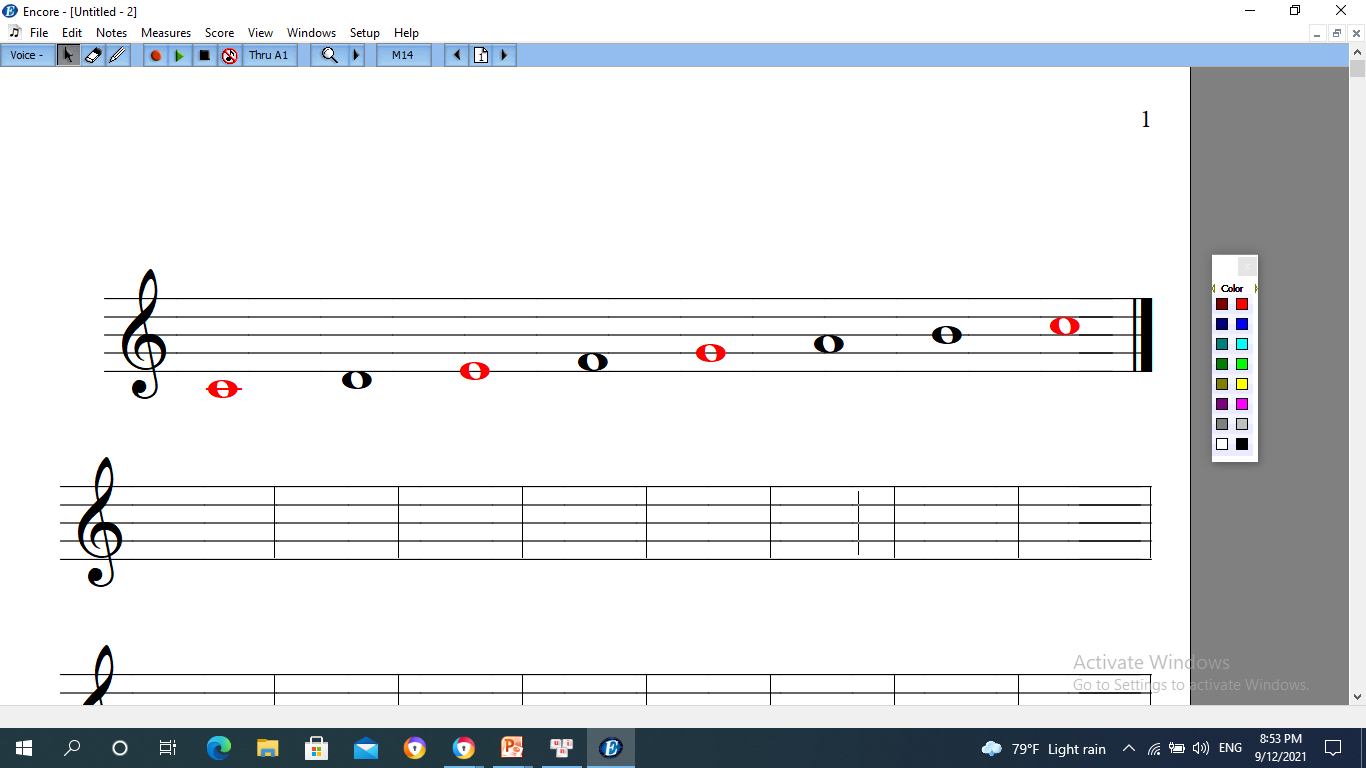 Encore - [Untitled - 2]
File Edit Notes Measures Score View Windows Setup Help
Voice - Thru A1 M14 1
1
Color
Activate Windows
Go to Settings to activate Windows.
79°F Light rain ENG 8:53 PM
9/12/2021